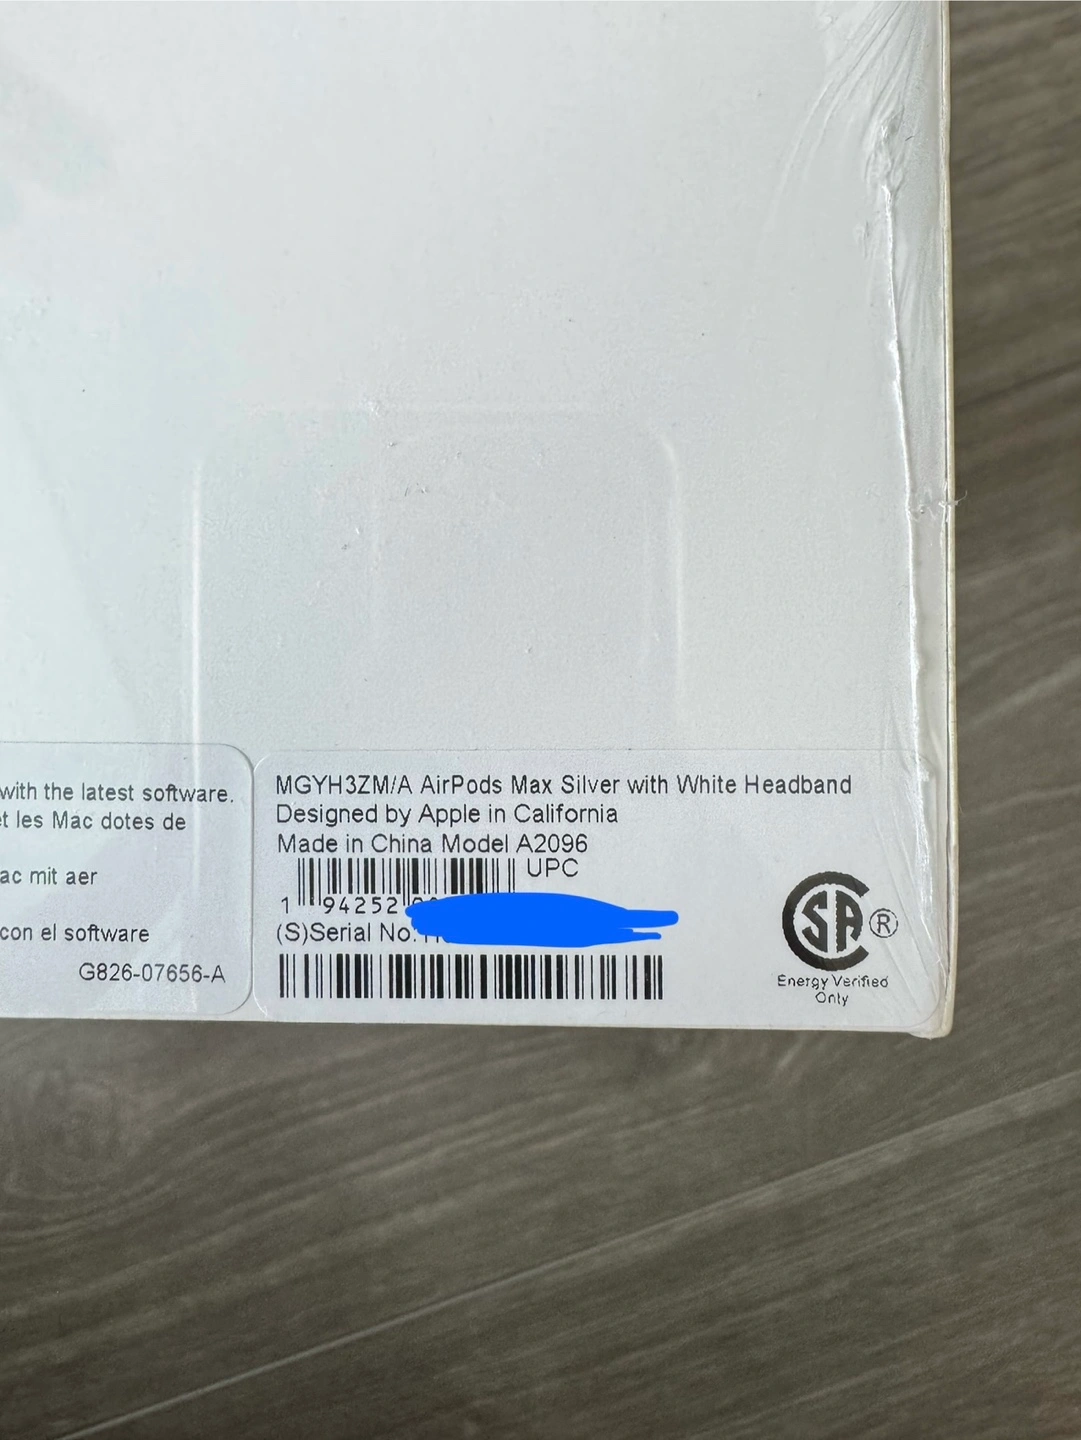 with the latest software.
et les Mac dotes de
ac mit aer
con el software
G826-07656-A
MGYH3ZM/A AirPods Max Silver with White Headband
Designed by Apple in California
Made in China Model A2096
UPC
1 94252
(S)Serial No.
SA ®
Energy Verified
Only